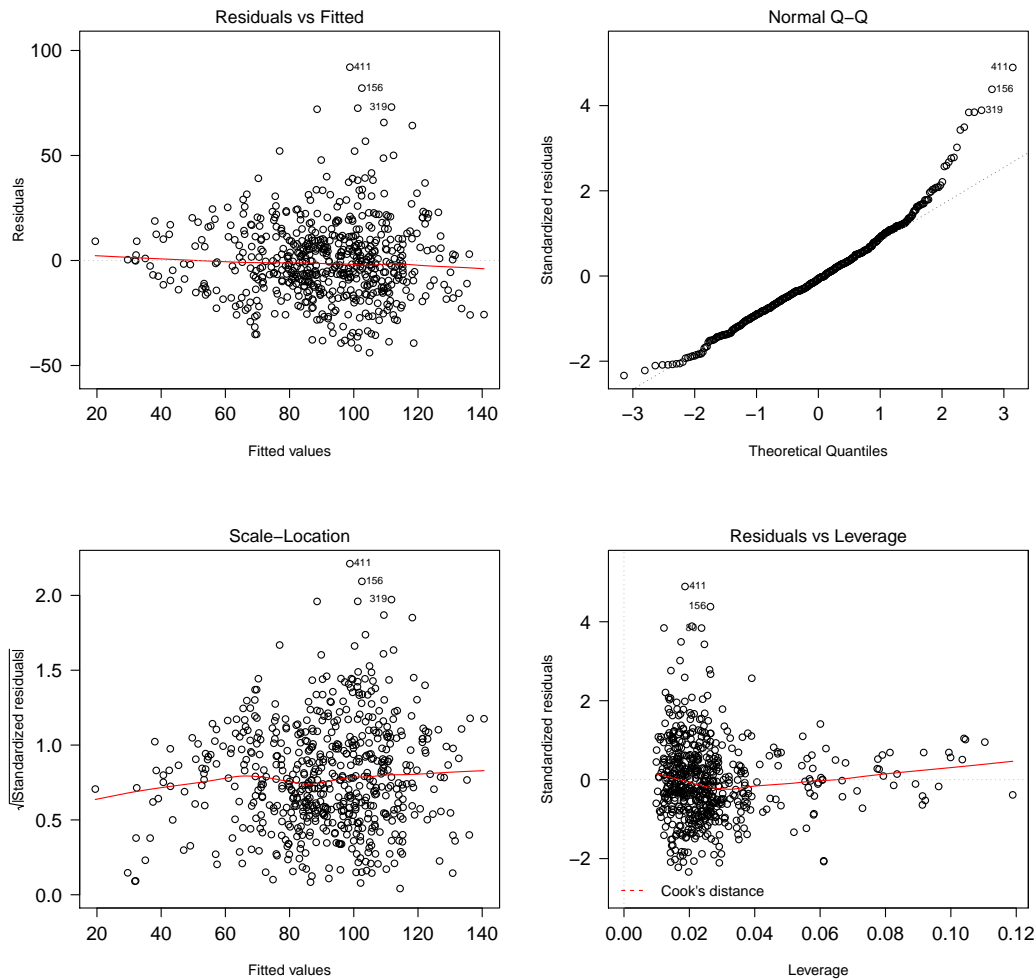 Residuals vs Fitted
Residuals
100
50
0
−50
411
156
319
20 40 60 80 100 120 140
Fitted values
Normal Q−Q
Standardized residuals
4
2
0
−2
411
156
319
−3 −2 −1 0 1 2 3
Theoretical Quantiles
Scale−Location
√|Standardized residuals|
2.0
1.5
1.0
0.5
0.0
411
156
319
20 40 60 80 100 120 140
Fitted values
Residuals vs Leverage
Standardized residuals
4
2
0
−2
411
156
Cook's distance
0.00 0.02 0.04 0.06 0.08 0.10 0.12
Leverage